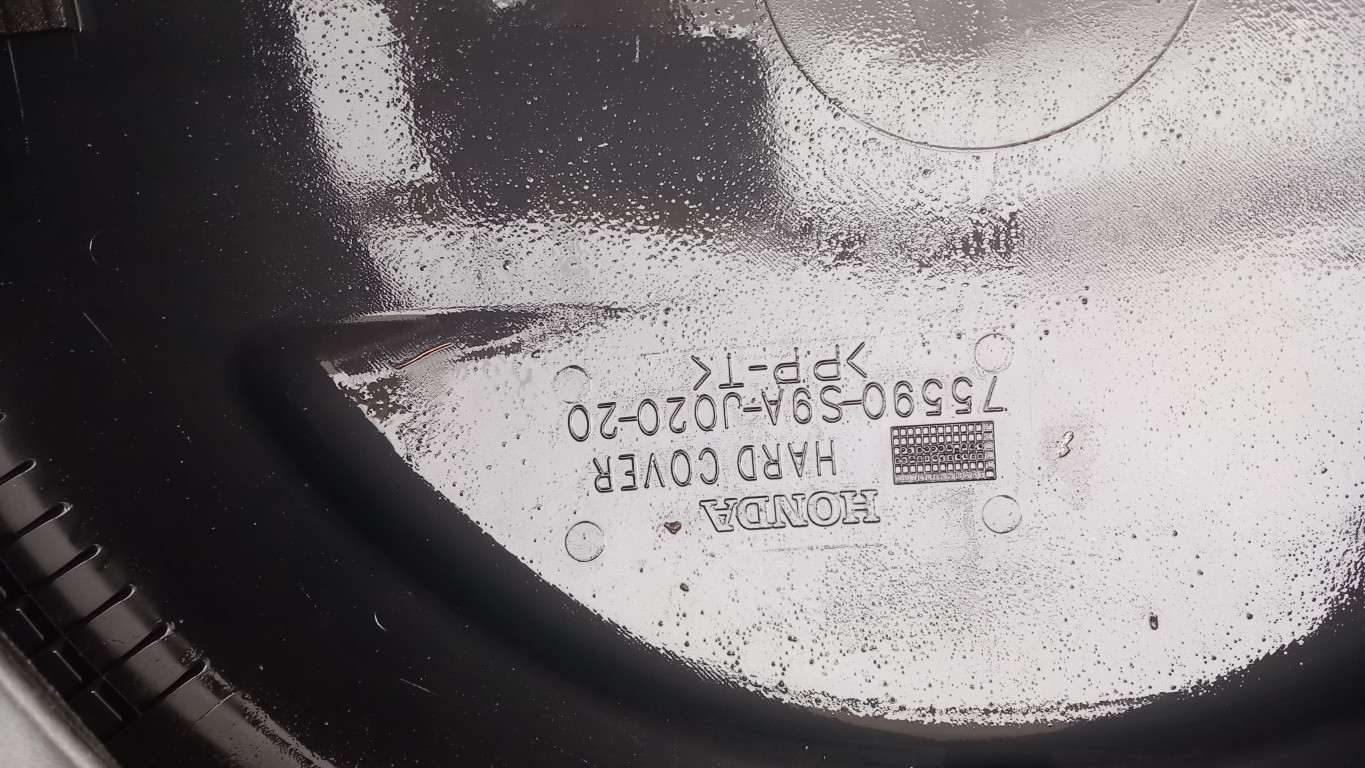 HONDA
HARD COVER
75590-S9A-J020-20
>PP-T<